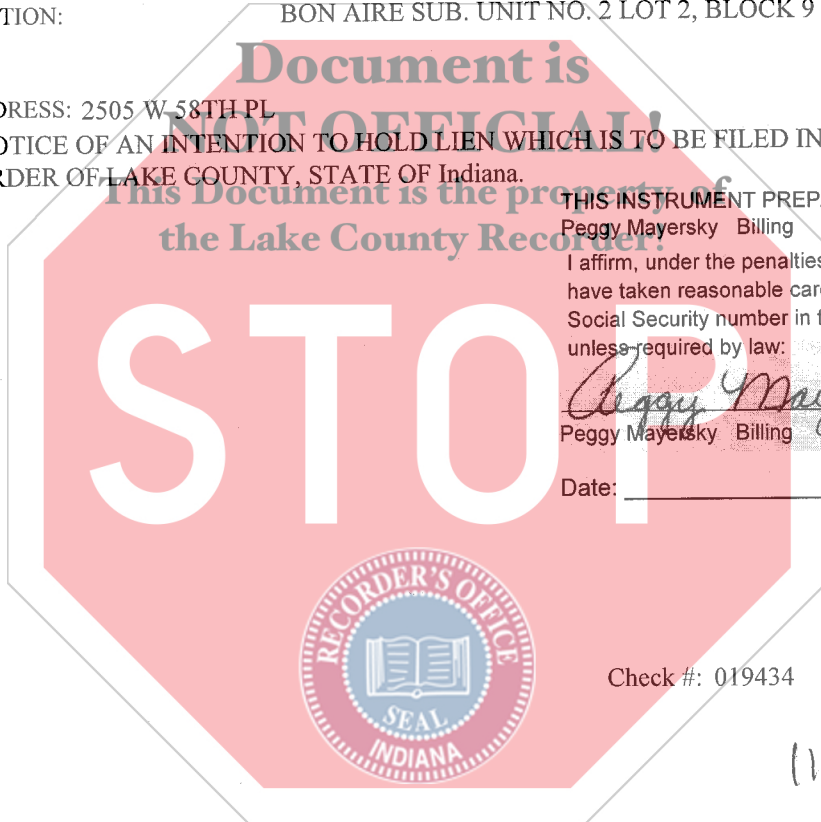 TION: BON AIRE SUB. UNIT NO. 2 LOT 2, BLOCK 9
Document is
DRESS: 2505 W 58TH PL
NOT OFFICIAL!
OTICE OF AN INTENTION TO HOLD LIEN WHICH IS TO BE FILED IN
RDER OF LAKE COUNTY, STATE OF Indiana.
This Document is the property of
the Lake County Recorder!
THIS INSTRUMENT PREP
Peggy Mayersky Billing
I affirm, under the penalties
have taken reasonable car
Social Security number in
unless required by law:
Peggy May
Peggy Mayersky Billing
Date:
STOP
RECORDER'S OFFICE
SEAL
INDIANA
Check #: 019434
(1